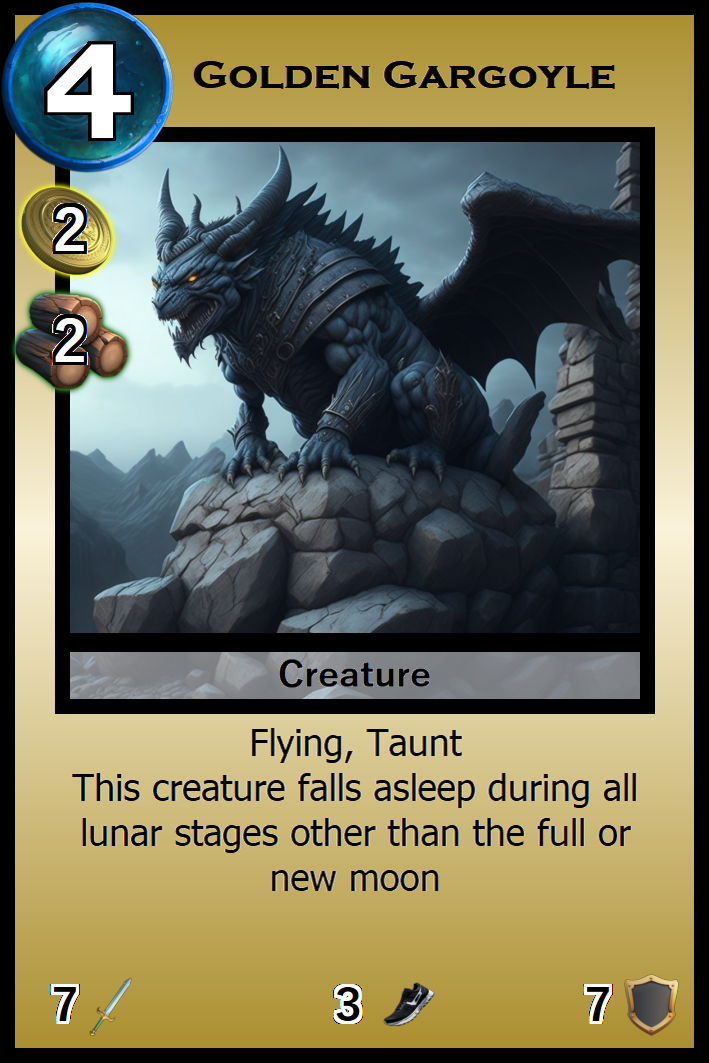 4
Golden Gargoyle
2
2
Creature
Flying, Taunt
This creature falls asleep during all
lunar stages other than the full or
new moon
7
3
7